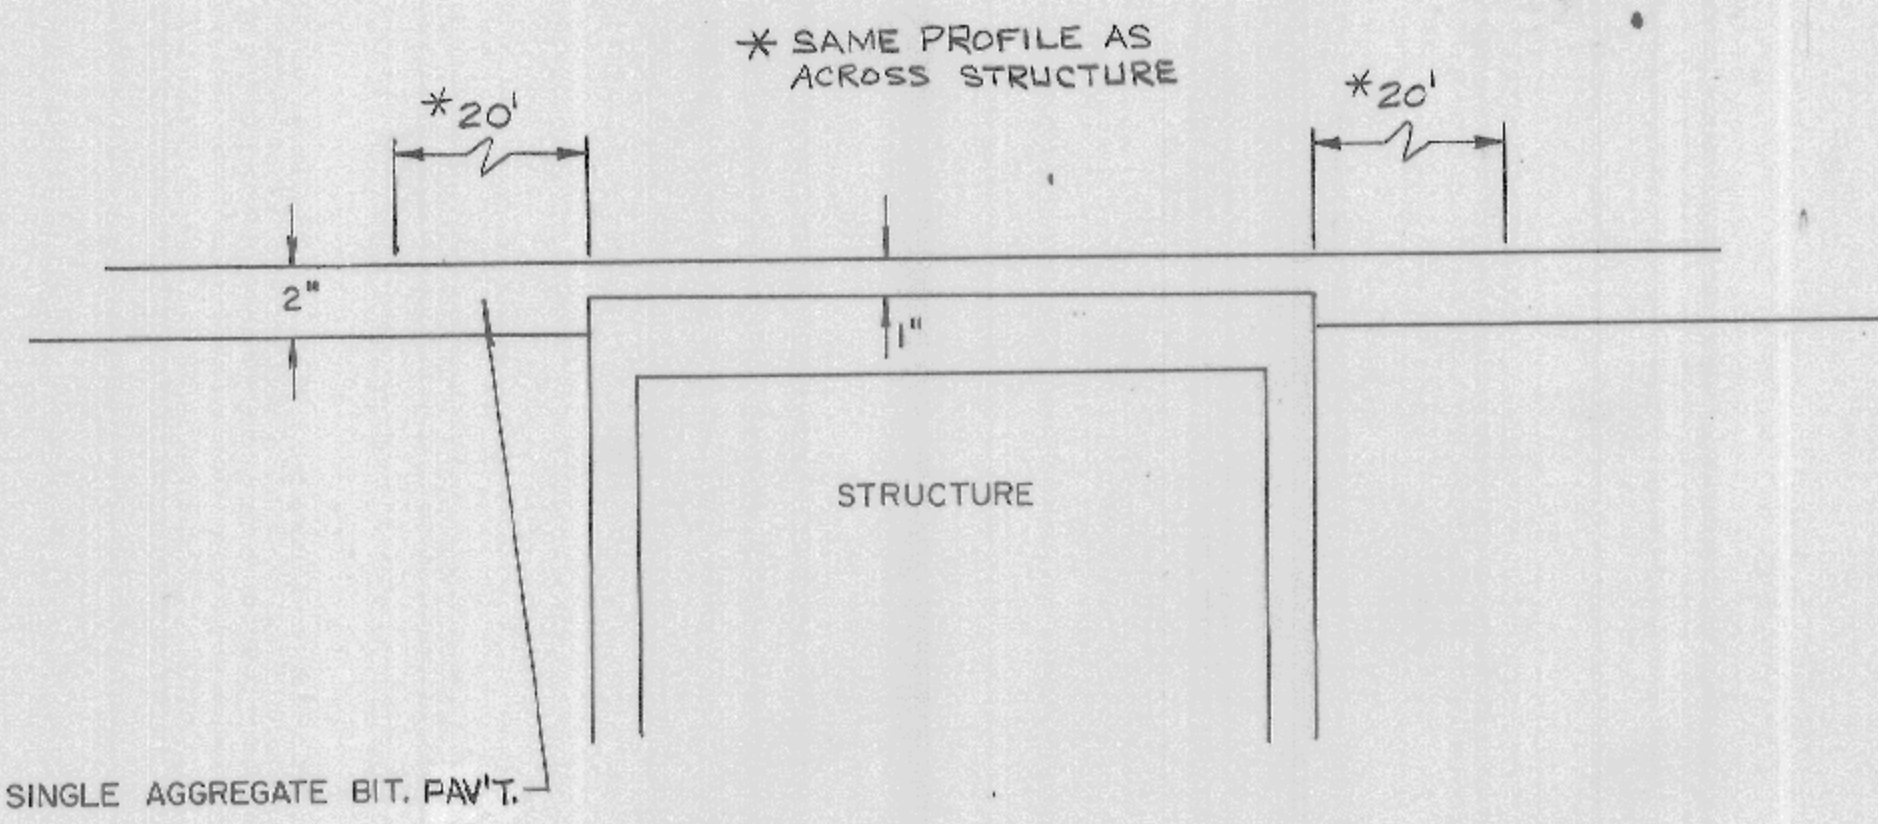 * SAME PROFILE AS
ACROSS STRUCTURE
*20'
*20'
2"
1"
STRUCTURE
SINGLE AGGREGATE BIT. PAV'T.